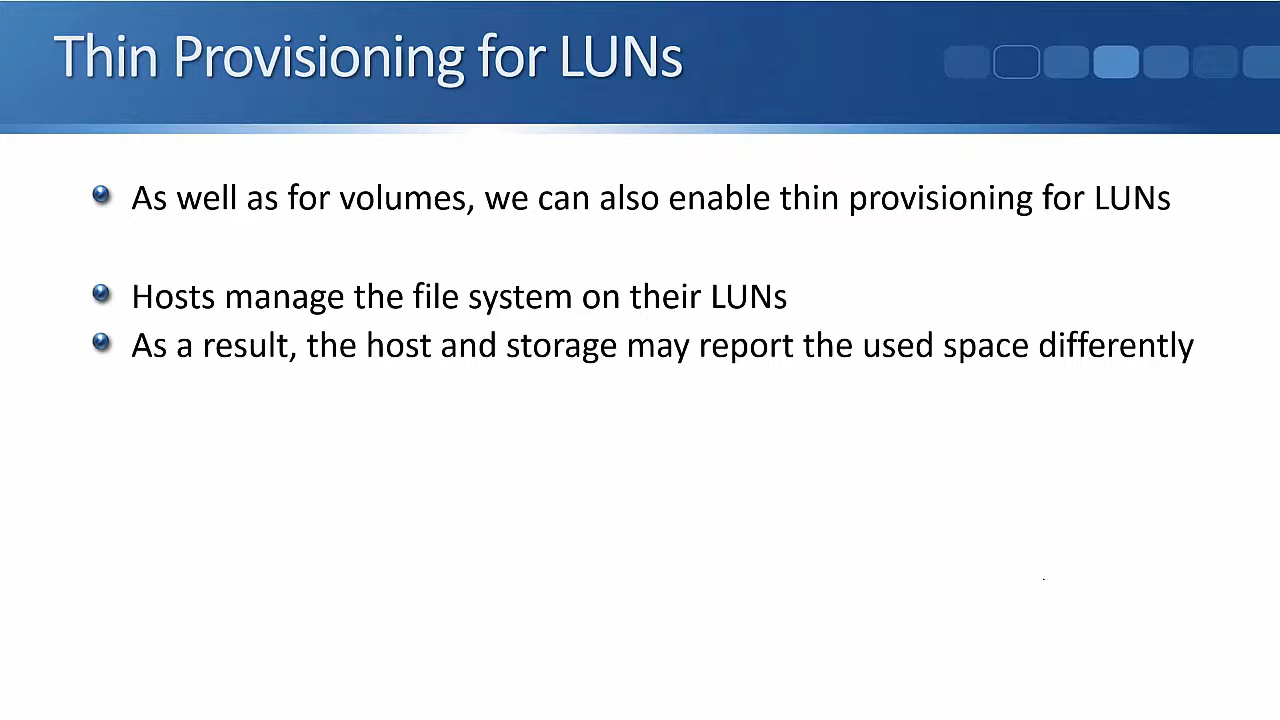 Thin Provisioning for LUNs
As well as for volumes, we can also enable thin provisioning for LUNs
Hosts manage the file system on their LUNs
As a result, the host and storage may report the used space differently